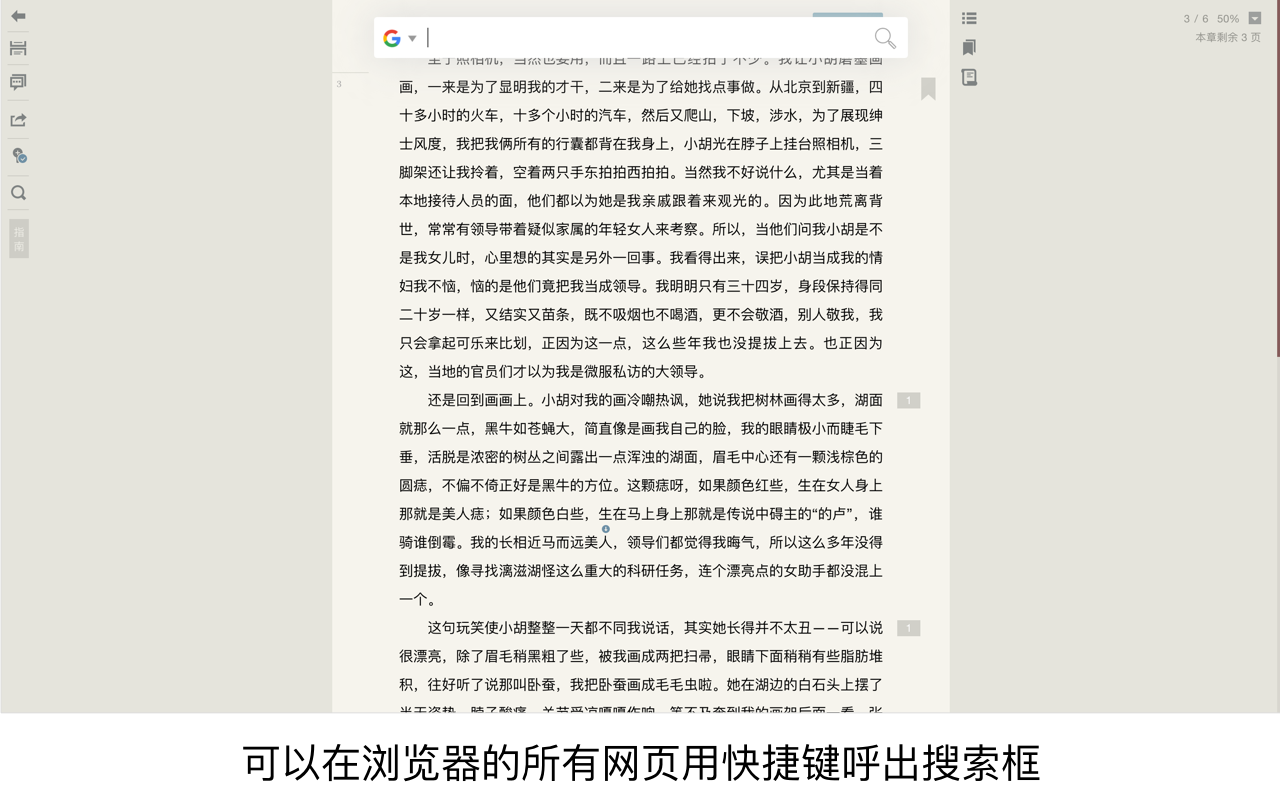 3 / 6 50%
本章剩余 3 页
指
南
3
至于照相机，当然也要用，而且一路上已经拍了不少。我让小胡磨墨画
画，一来是为了显明我的才干，二来是为了给她找点事做。从北京到新疆，四
十多小时的火车，十多个小时的汽车，然后又爬山，下坡，涉水，为了展现绅
士风度，我把我俩所有的行囊都背在我身上，小胡光在脖子上挂台照相机，三
脚架还让我拎着，空着两只手东拍拍西拍拍。当然我不好说什么，尤其是当着
本地接待人员的面，他们都以为她是我亲戚跟着来观光的。因为此地荒离背
世，常常有领导带着疑似家属的年轻女人来考察。所以，当他们问我小胡是不
是我女儿时，心里想的其实是另外一回事。我看得出来，误把小胡当成我的情
妇我不恼，恼的是他们竟把我当成领导。我明明只有三十四岁，身段保持得同
二十岁一样，又结实又苗条，既不吸烟也不喝酒，更不会敬酒，别人敬我，我
只会拿起可乐来比划，正因为这一点，这么些年我也没提拔上去。也正因为
这，当地的官员们才以为我是微服私访的大领导。
还是回到画画上。小胡对我的画冷嘲热讽，她说我把树林画得太多，湖面
1
就那么一点，黑牛如苍蝇大，简直像是画我自己的脸，我的眼睛极小而睫毛下
垂，活脱是浓密的树丛之间露出一点浑浊的湖面，眉毛中心还有一颗浅棕色的
圆痣，不偏不倚正好是黑牛的方位。这颗痣呀，如果颜色红些，生在女人身上
那就是美人痣；如果颜色白些，生在马上身上那就是传说中碍主的“的卢”，谁
骑谁倒霉。我的长相近马而远美人，领导们都觉得我晦气，所以这么多年没得
到提拔，像寻找漓滋湖怪这么重大的科研任务，连个漂亮点的女助手都没混上
一个。
这句玩笑使小胡整整一天都不同我说话，其实她长得并不太丑——可以说
1
很漂亮，除了眉毛稍黑粗了些，被我画成两把扫帚，眼睛下面稍稍有些脂肪堆
积，往好听了说那叫卧蚕，我把卧蚕画成毛毛虫啦。她在湖边的白石头上摆了
可以在浏览器的所有网页用快捷键呼出搜索框